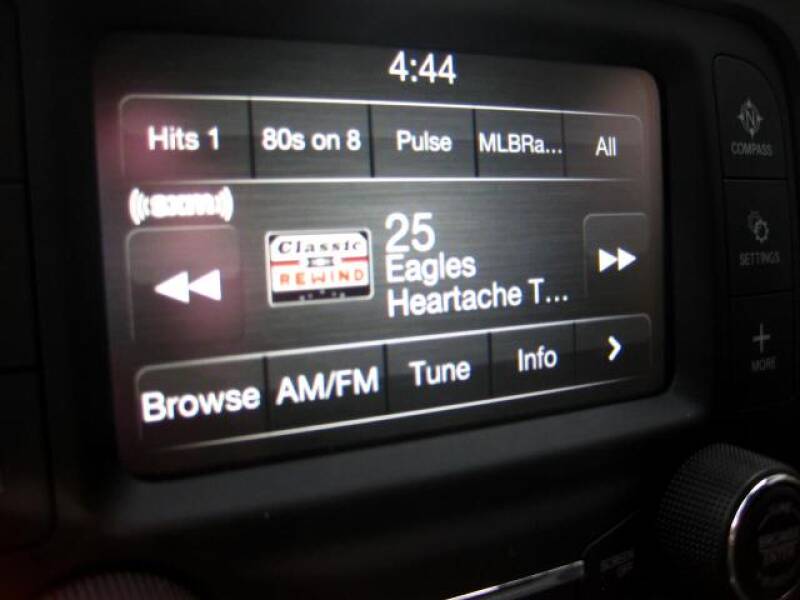 4:44
Hits 1 80s on 8 Pulse MLBRa... All
((sxm))
Classic
REWIND
25
Eagles
Heartache T...
Browse AM/FM Tune Info >
COMPASS
SETTINGS
MORE